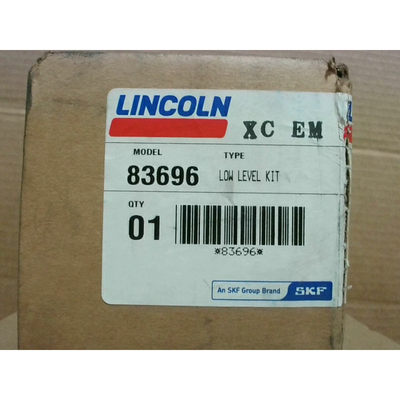 LINCOLN
XC EM
MODEL TYPE
83696 LOW LEVEL KIT
QTY
01
*83696*
An SKF Group Brand SKF